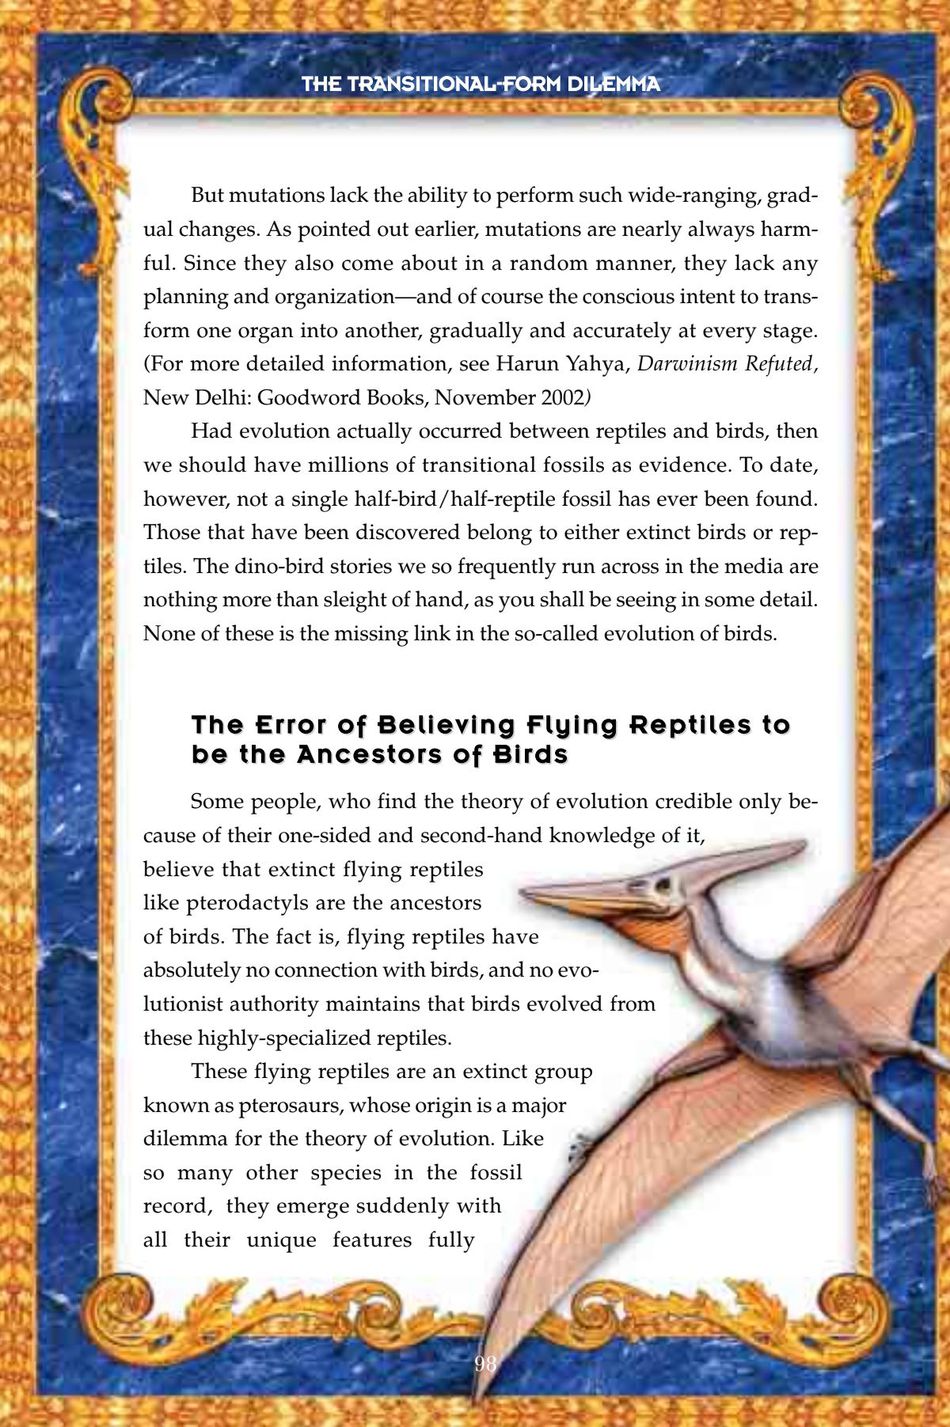 THE TRANSITIONAL-FORM DILEMMA
But mutations lack the ability to perform such wide-ranging, grad-
ual changes. As pointed out earlier, mutations are nearly always harm-
ful. Since they also come about in a random manner, they lack any
planning and organization—and of course the conscious intent to trans-
form one organ into another, gradually and accurately at every stage.
(For more detailed information, see Harun Yahya, Darwinism Refuted,
New Delhi: Goodword Books, November 2002)
Had evolution actually occurred between reptiles and birds, then
we should have millions of transitional fossils as evidence. To date,
however, not a single half-bird/half-reptile fossil has ever been found.
Those that have been discovered belong to either extinct birds or rep-
tiles. The dino-bird stories we so frequently run across in the media are
nothing more than sleight of hand, as you shall be seeing in some detail.
None of these is the missing link in the so-called evolution of birds.
The Error of Believing Flying Reptiles to
be the Ancestors of Birds
Some people, who find the theory of evolution credible only be-
cause of their one-sided and second-hand knowledge of it,
believe that extinct flying reptiles
like pterodactyls are the ancestors
of birds. The fact is, flying reptiles have
absolutely no connection with birds, and no evo-
lutionist authority maintains that birds evolved from
these highly-specialized reptiles.
These flying reptiles are an extinct group
known as pterosaurs, whose origin is a major
dilemma for the theory of evolution. Like
so many other species in the fossil
record, they emerge suddenly with
all their unique features fully
98